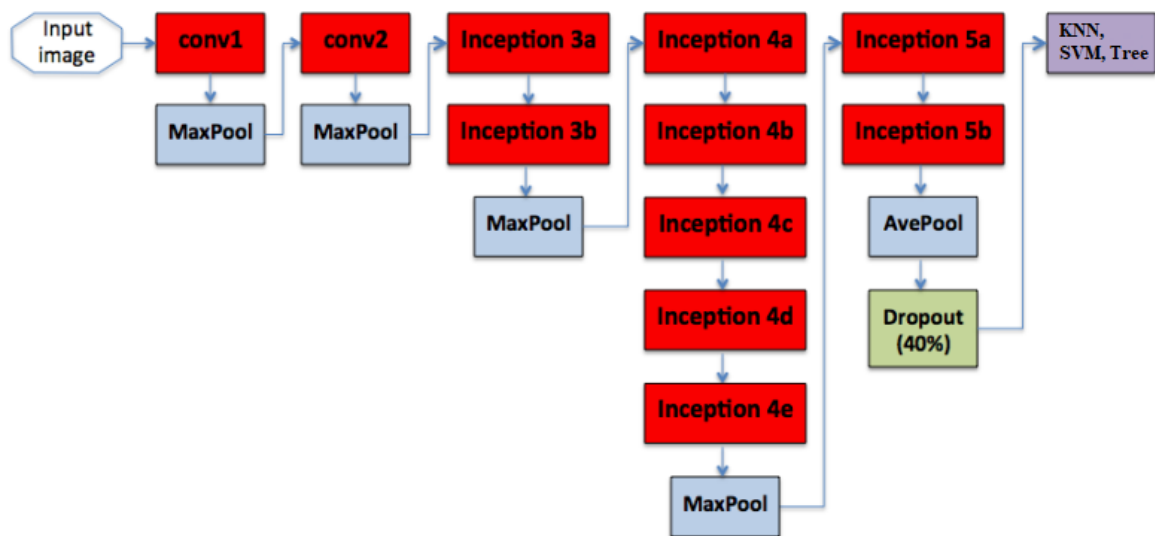 Input
image
conv1
MaxPool
conv2
MaxPool
Inception 3a
Inception 3b
MaxPool
Inception 4a
Inception 4b
Inception 4c
Inception 4d
Inception 4e
MaxPool
Inception 5a
Inception 5b
AvePool
Dropout
(40%)
KNN,
SVM, Tree